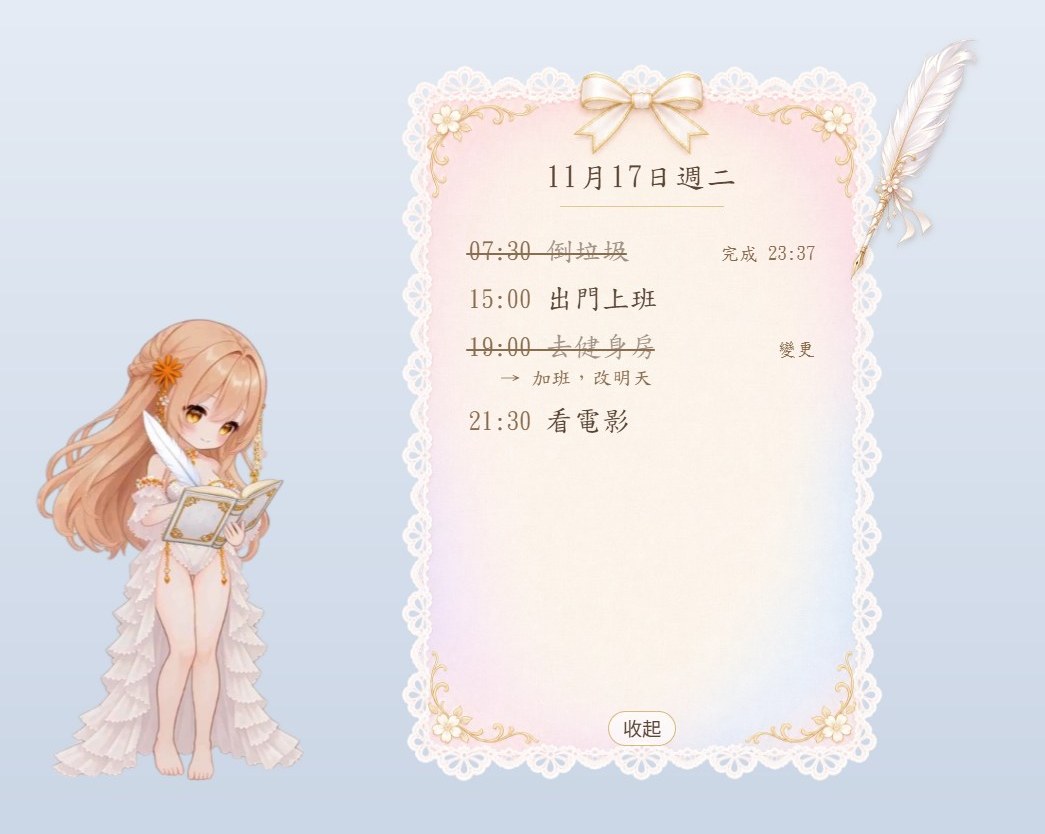 11月17日週二
07:30 倒垃圾 完成 23:37
15:00 出門上班
19:00 去健身房 變更
→ 加班，改明天
21:30 看電影
收起